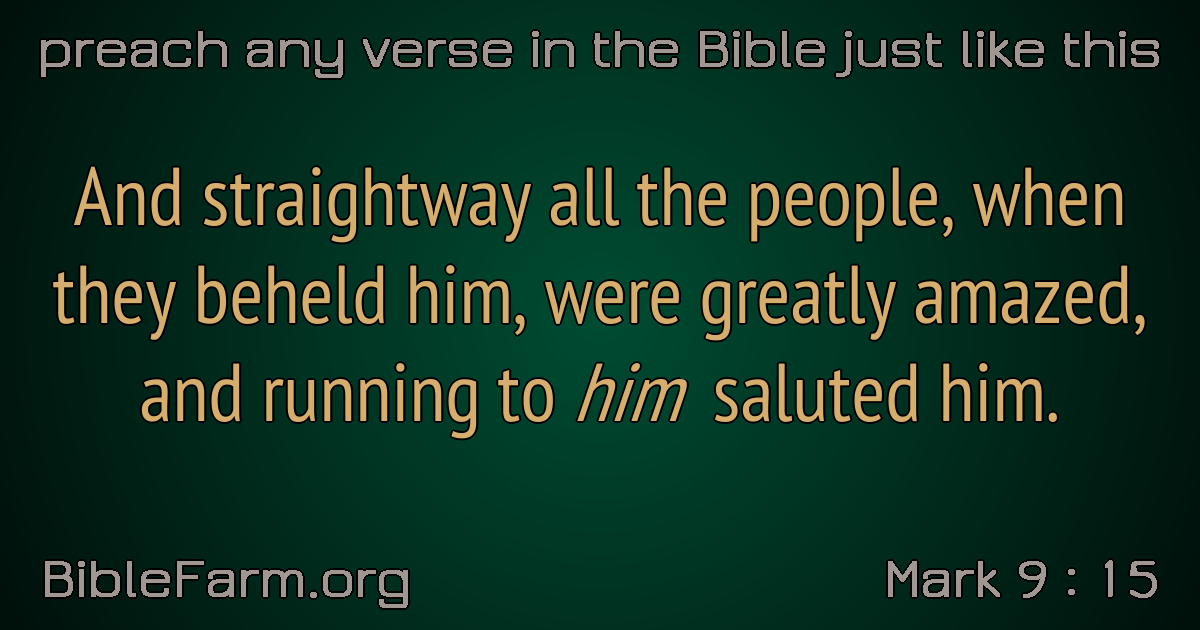 preach any verse in the Bible just like this
And straightway all the people, when
they beheld him, were greatly amazed,
and running to him saluted him.
BibleFarm.org
Mark 9 : 15